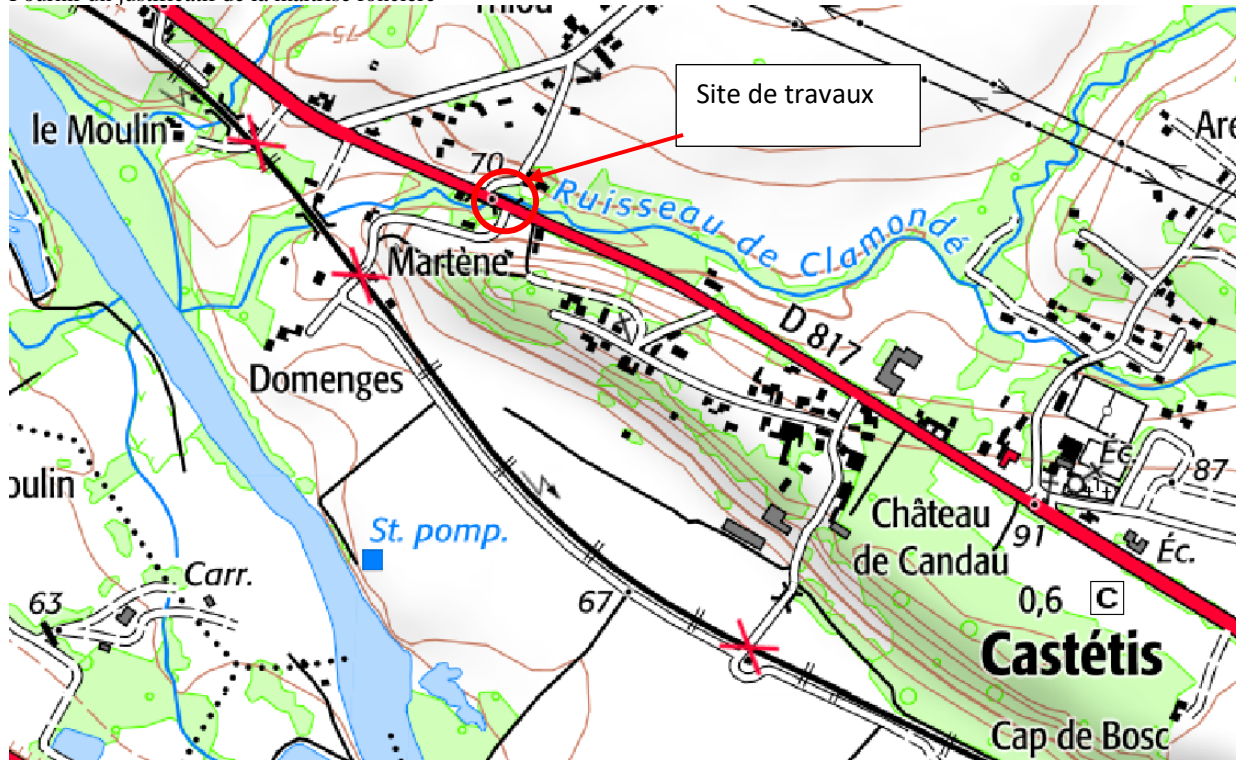 Site de travaux
75
le Moulin
70
Ruisseau de Clamondé
Martène
D 817
Domenges
St. pomp.
Carr.
63
67
Éc.
87
Château
de Candau
91
Éc.
0,6 C
Castétis
Cap de Bosc